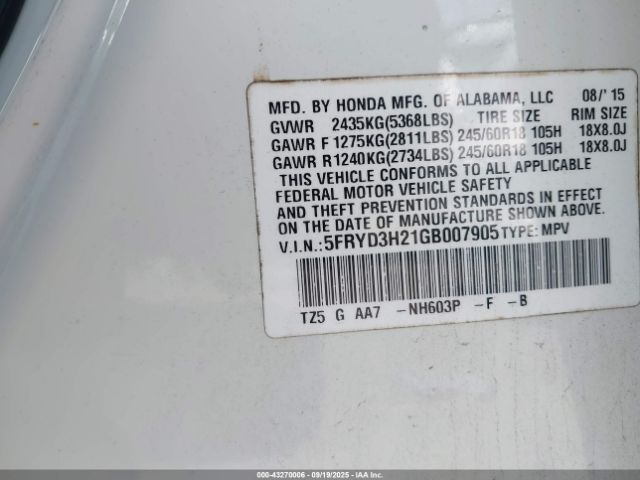 MFD. BY HONDA MFG. OF ALABAMA, LLC 08/'15
GVWR 2435KG(5368LBS) TIRE SIZE RIM SIZE
GAWR F 1275KG(2811LBS) 245/60R18 105H 18X8.0J
GAWR R1240KG(2734LBS) 245/60R18 105H 18X8.0J
THIS VEHICLE CONFORMS TO ALL APPLICABLE
FEDERAL MOTOR VEHICLE SAFETY
AND THEFT PREVENTION STANDARDS IN EFFECT
ON THE DATE OF MANUFACTURE SHOWN ABOVE.
V.I.N.:5FRYD3H21GB007905 TYPE: MPV
TZ5 G AA7 -NH603P -F -B
000-43270006 - 09/19/2025 - IAAI.COM